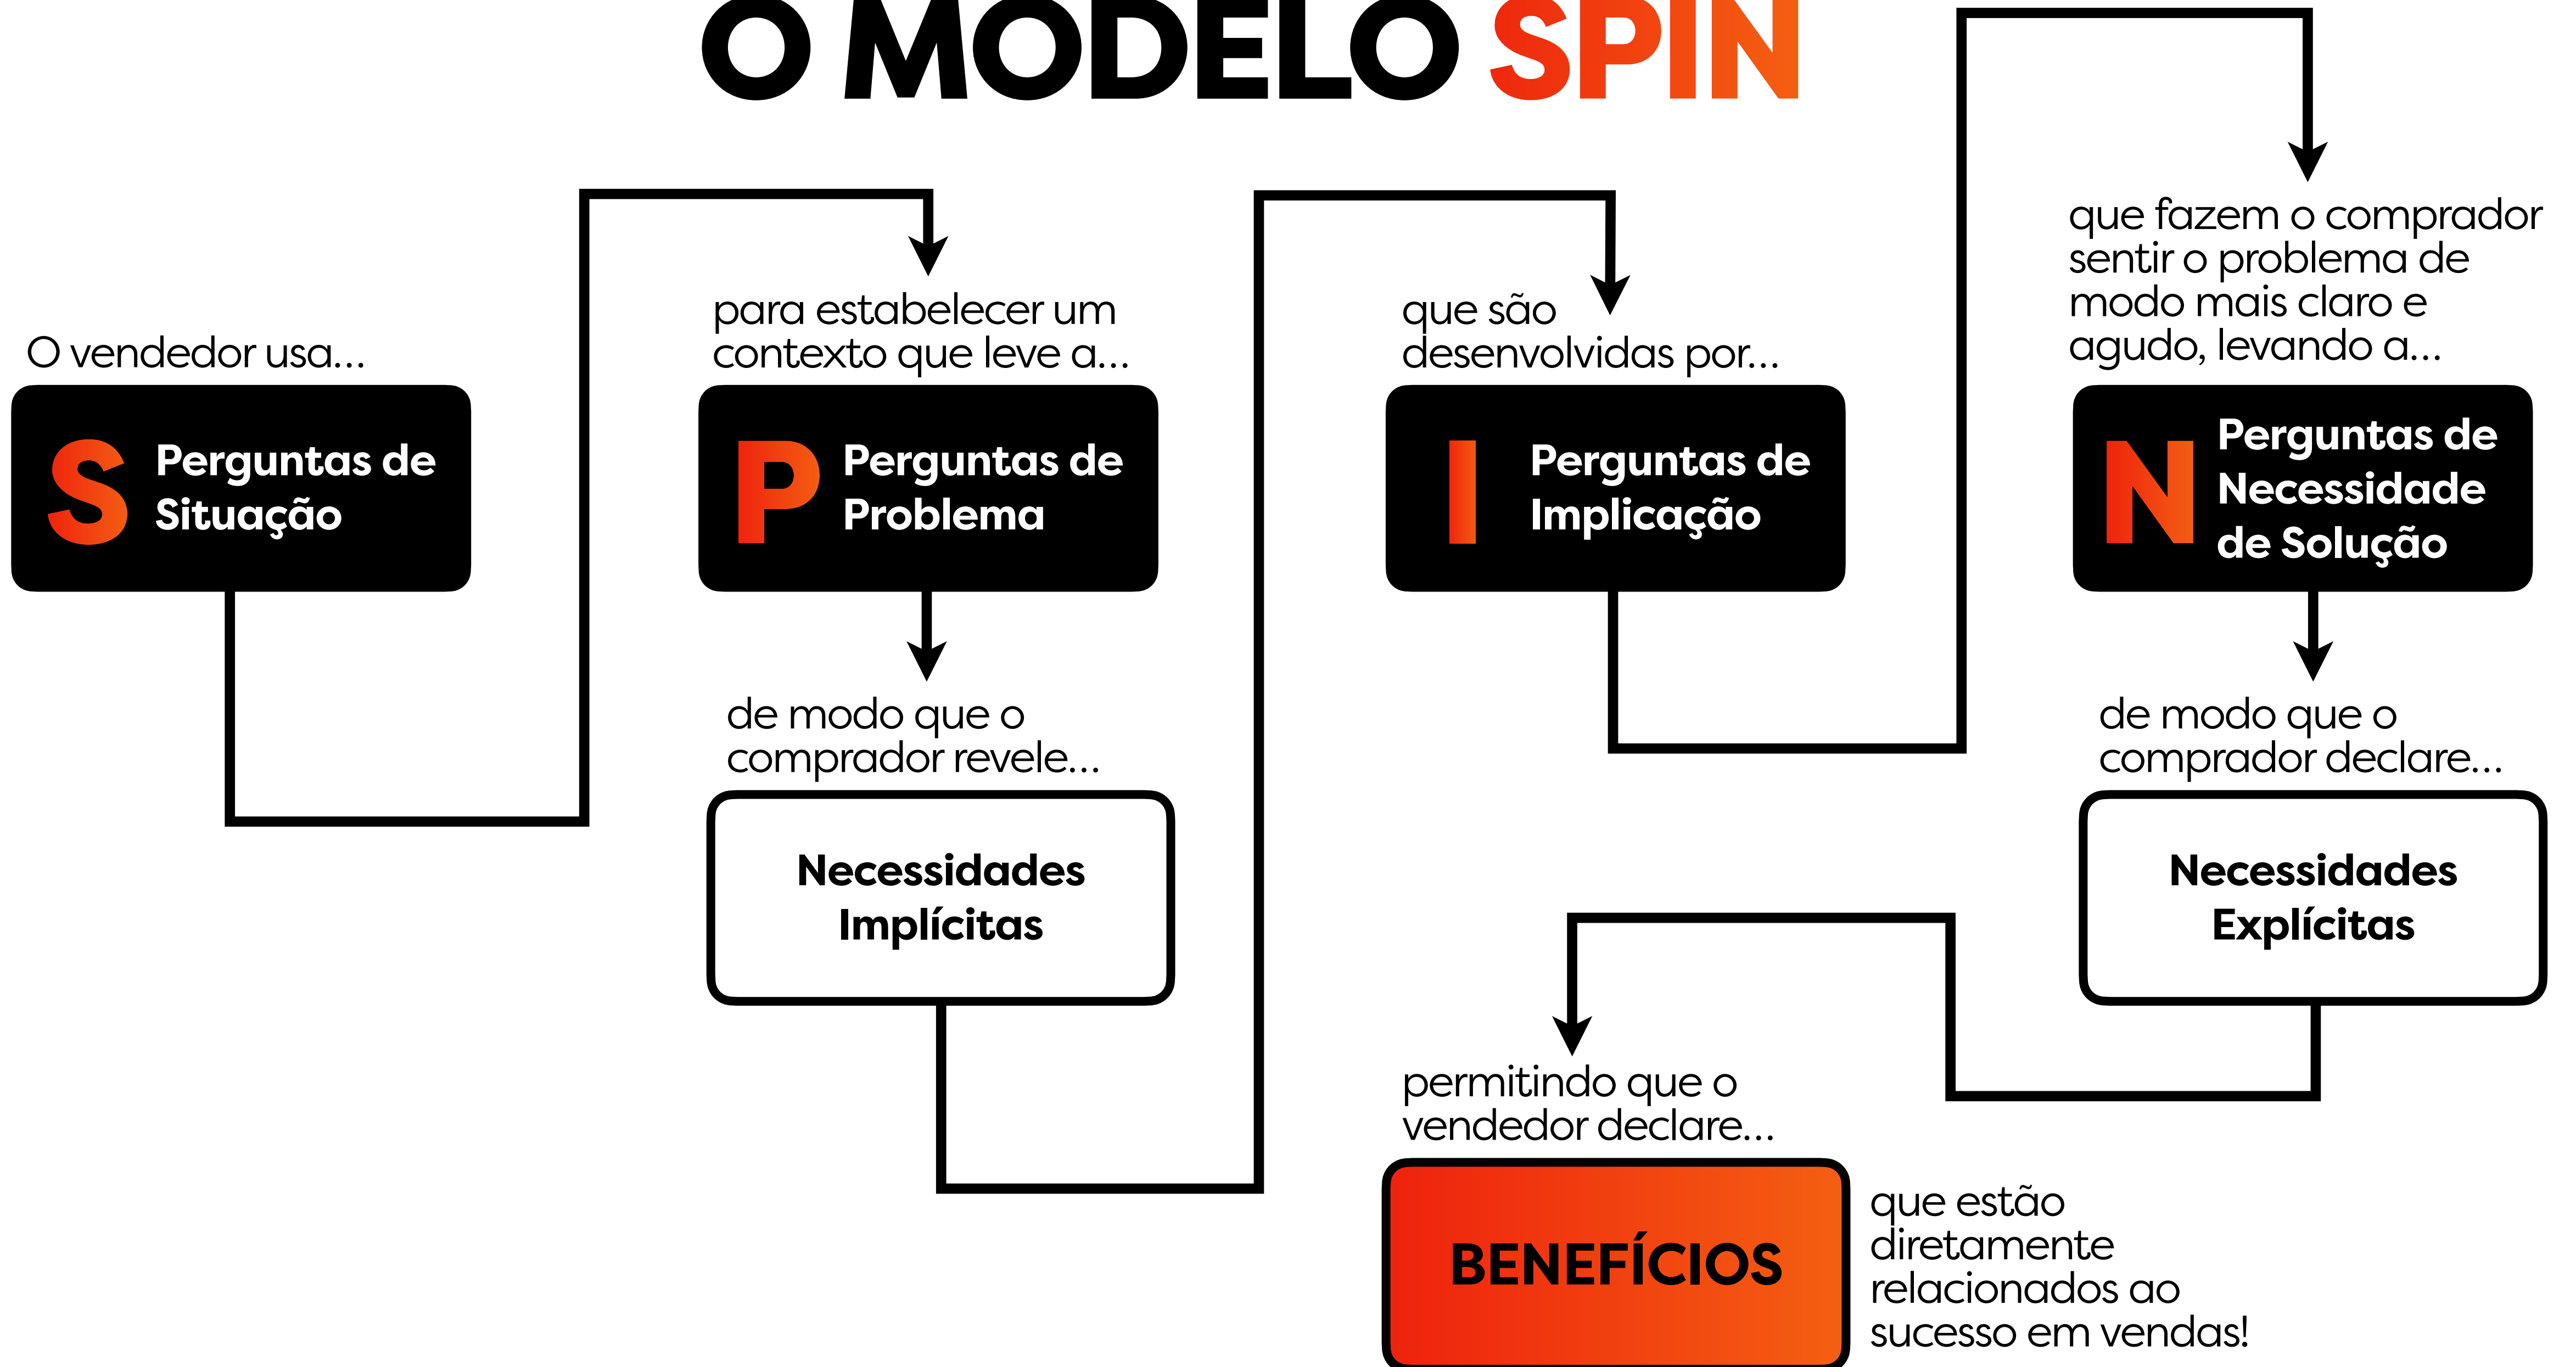 O MODELO SPIN
O vendedor usa...
S
Perguntas de
Situação
para estabelecer um
contexto que leve a...
P
Perguntas de
Problema
de modo que o
comprador revele...
Necessidades
Implícitas
que são
desenvolvidas por...
I
Perguntas de
Implicação
que fazem o comprador
sentir o problema de
modo mais claro e
agudo, levando a...
N
Perguntas de
Necessidade
de Solução
de modo que o
comprador declare...
Necessidades
Explícitas
permitindo que o
vendedor declare...
BENEFÍCIOS
que estão
diretamente
relacionados ao
sucesso em vendas!